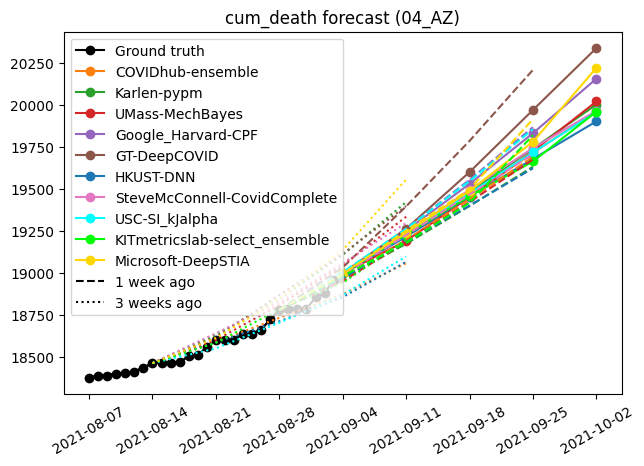 cum_death forecast (04_AZ)
Ground truth
COVIDhub-ensemble
Karlen-pypm
UMass-MechBayes
Google_Harvard-CPF
GT-DeepCOVID
HKUST-DNN
SteveMcConnell-CovidComplete
USC-SI_kJalpha
KITmetricslab-select_ensemble
Microsoft-DeepSTIA
1 week ago
3 weeks ago
20250
20000
19750
19500
19250
19000
18750
18500
2021-08-07
2021-08-14
2021-08-21
2021-08-28
2021-09-04
2021-09-11
2021-09-18
2021-09-25
2021-10-02